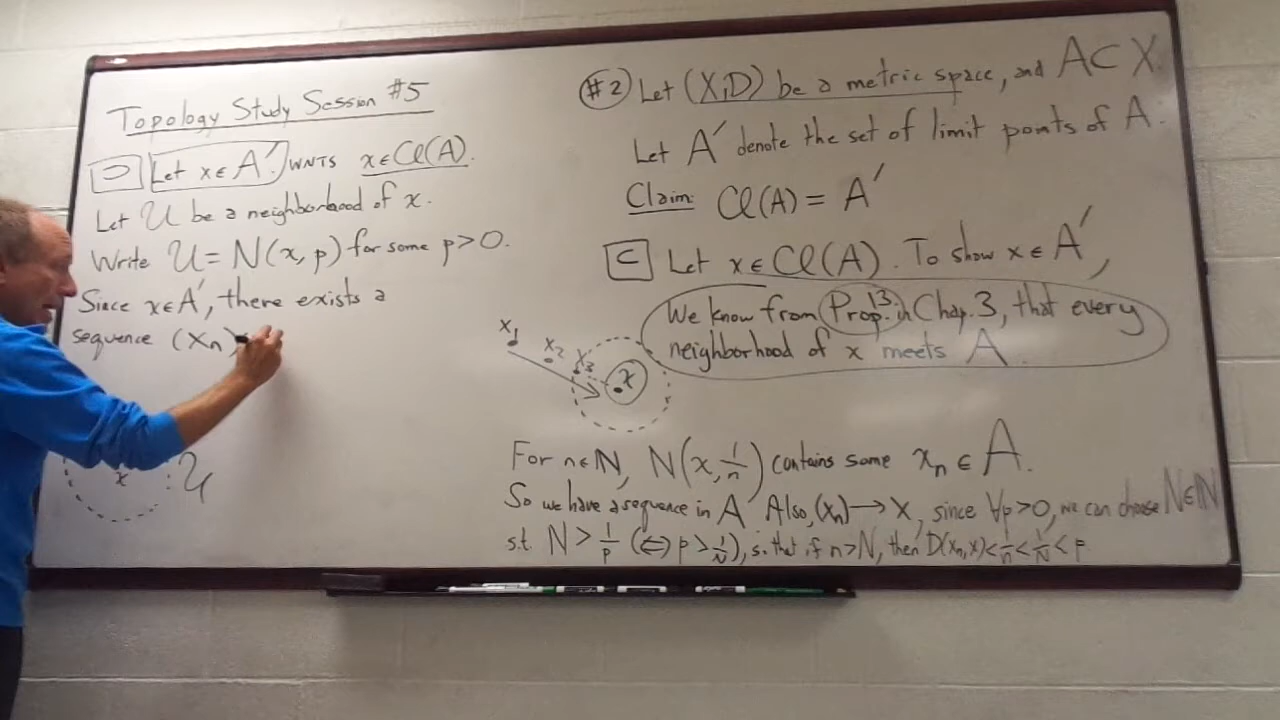 Topology Study Session #5
⊃ Let x∈A'. WNTS x∈Cl(A).
Let U be a neighborhood of x.
Write U = N(x, p) for some p>0.
Since x∈A', there exists a
sequence (xₙ)
x U
#2 Let (X,D) be a metric space, and A⊂X.
Let A' denote the set of limit points of A.
Claim: Cl(A) = A'
⊂ Let x∈Cl(A). To show x∈A',
We know from Prop. 13 in Chap. 3, that every
neighborhood of x meets A.
x₁ x₂ x₃ x
For n∈ℕ, N(x, 1/n) contains some xₙ∈A.
So we have a sequence in A. Also, (xₙ)→x, since ∀p>0, we can choose N∈ℕ
s.t. N > 1/p (⇔ p > 1/N), so that if n>N, then D(xₙ,x)<1/n<1/N<p